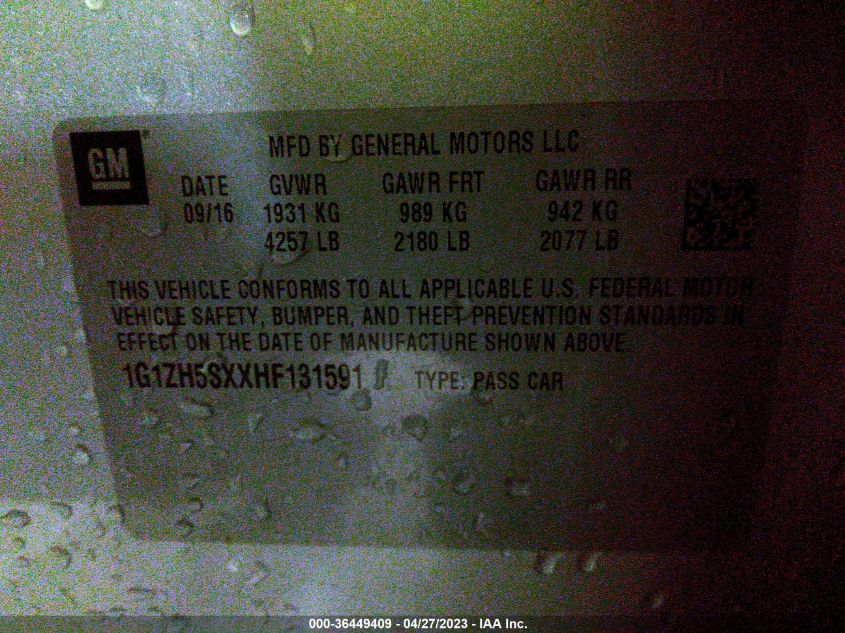 GM®
MFD BY GENERAL MOTORS LLC
DATE GVWR GAWR FRT GAWR RR
09/16 1931 KG 989 KG 942 KG
4257 LB 2180 LB 2077 LB
THIS VEHICLE CONFORMS TO ALL APPLICABLE U.S. FEDERAL MOTOR
VEHICLE SAFETY, BUMPER, AND THEFT PREVENTION STANDARDS IN
EFFECT ON THE DATE OF MANUFACTURE SHOWN ABOVE.
1G1ZH5SXXHF131591 TYPE: PASS CAR
000-36449409 - 04/27/2023 - IAA Inc.